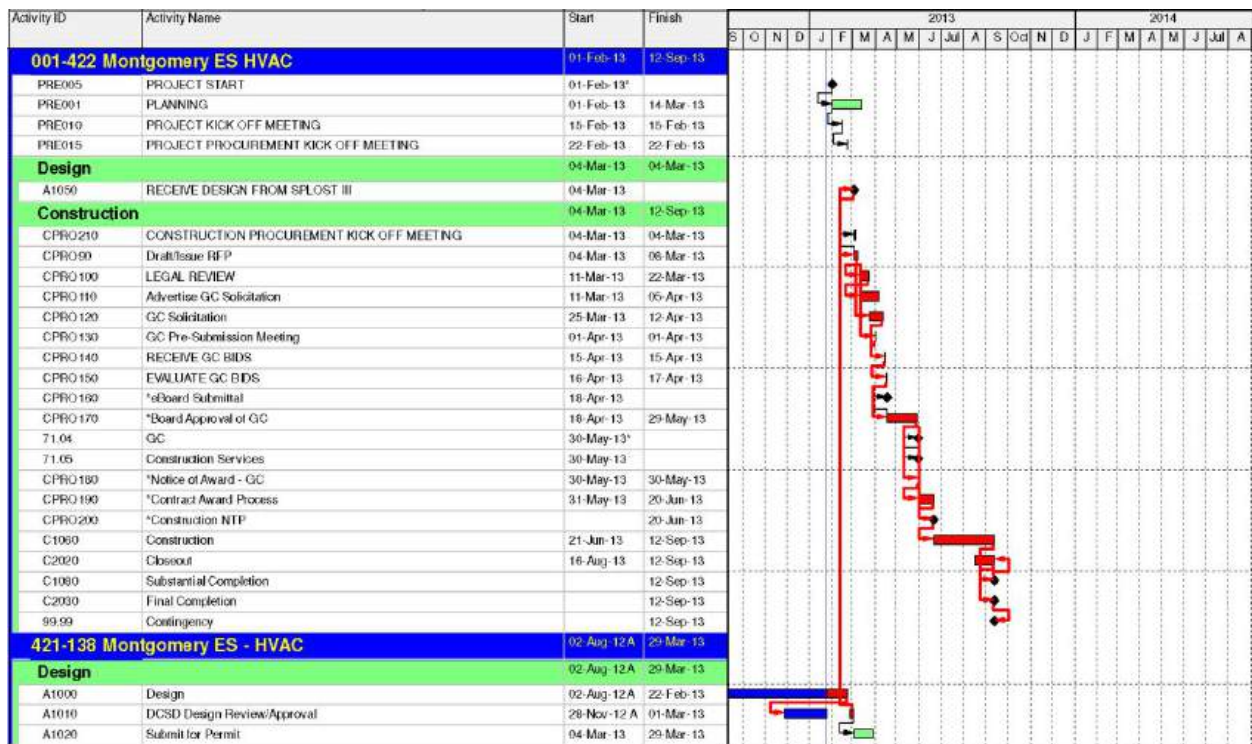 Activity ID Activity Name Start Finish 2013 2014
S O N D J F M A M J Jul A S Oct N D J F M A M J Jul A
001-422 Montgomery ES HVAC 01-Feb-13 12-Sep-13
PRE005 PROJECT START 01-Feb-13*
PRE001 PLANNING 01-Feb-13 14-Mar-13
PRE010 PROJECT KICK OFF MEETING 15-Feb-13 15-Feb-13
PRE015 PROJECT PROCUREMENT KICK OFF MEETING 22-Feb-13 22-Feb-13
Design 04-Mar-13 04-Mar-13
A1050 RECEIVE DESIGN FROM SPLOST III 04-Mar-13
Construction 04-Mar-13 12-Sep-13
CPRO210 CONSTRUCTION PROCUREMENT KICK OFF MEETING 04-Mar-13 04-Mar-13
CPRO90 Draft/Issue RFP 04-Mar-13 08-Mar-13
CPRO100 LEGAL REVIEW 11-Mar-13 22-Mar-13
CPRO110 Advertise GC Solicitation 11-Mar-13 05-Apr-13
CPRO120 GC Solicitation 25-Mar-13 12-Apr-13
CPRO130 GC Pre-Submission Meeting 01-Apr-13 01-Apr-13
CPRO140 RECEIVE GC BIDS 15-Apr-13 15-Apr-13
CPRO150 EVALUATE GC BIDS 16-Apr-13 17-Apr-13
CPRO160 *eBoard Submittal 18-Apr-13
CPRO170 *Board Approval of GC 18-Apr-13 29-May-13
71.04 GC 30-May-13*
71.05 Construction Services 30-May-13
CPRO180 *Notice of Award - GC 30-May-13 30-May-13
CPRO190 *Contract Award Process 31-May-13 20-Jun-13
CPRO200 *Construction NTP 20-Jun-13
C1060 Construction 21-Jun-13 12-Sep-13
C2020 Closeout 16-Aug-13 12-Sep-13
C1080 Substantial Completion 12-Sep-13
C2030 Final Completion 12-Sep-13
99.99 Contingency 12-Sep-13
421-138 Montgomery ES - HVAC 02-Aug-12 A 29-Mar-13
Design 02-Aug-12 A 29-Mar-13
A1000 Design 02-Aug-12 A 22-Feb-13
A1010 DCSD Design Review/Approval 28-Nov-12 A 01-Mar-13
A1020 Submit for Permit 04-Mar-13 29-Mar-13